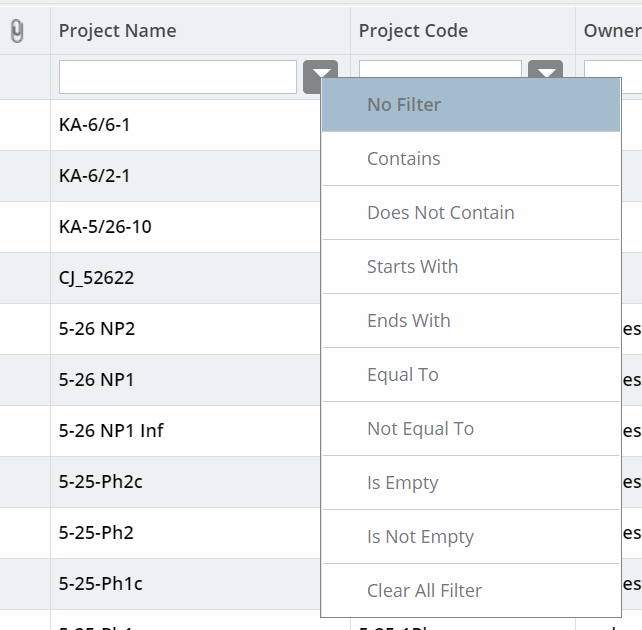 Project Name
Project Code
Owner
No Filter
Contains
Does Not Contain
Starts With
Ends With
Equal To
Not Equal To
Is Empty
Is Not Empty
Clear All Filter
KA-6/6-1
KA-6/2-1
KA-5/26-10
CJ_52622
5-26 NP2
es
5-26 NP1
es
5-26 NP1 Inf
es
5-25-Ph2c
es
5-25-Ph2
es
5-25-Ph1c
es